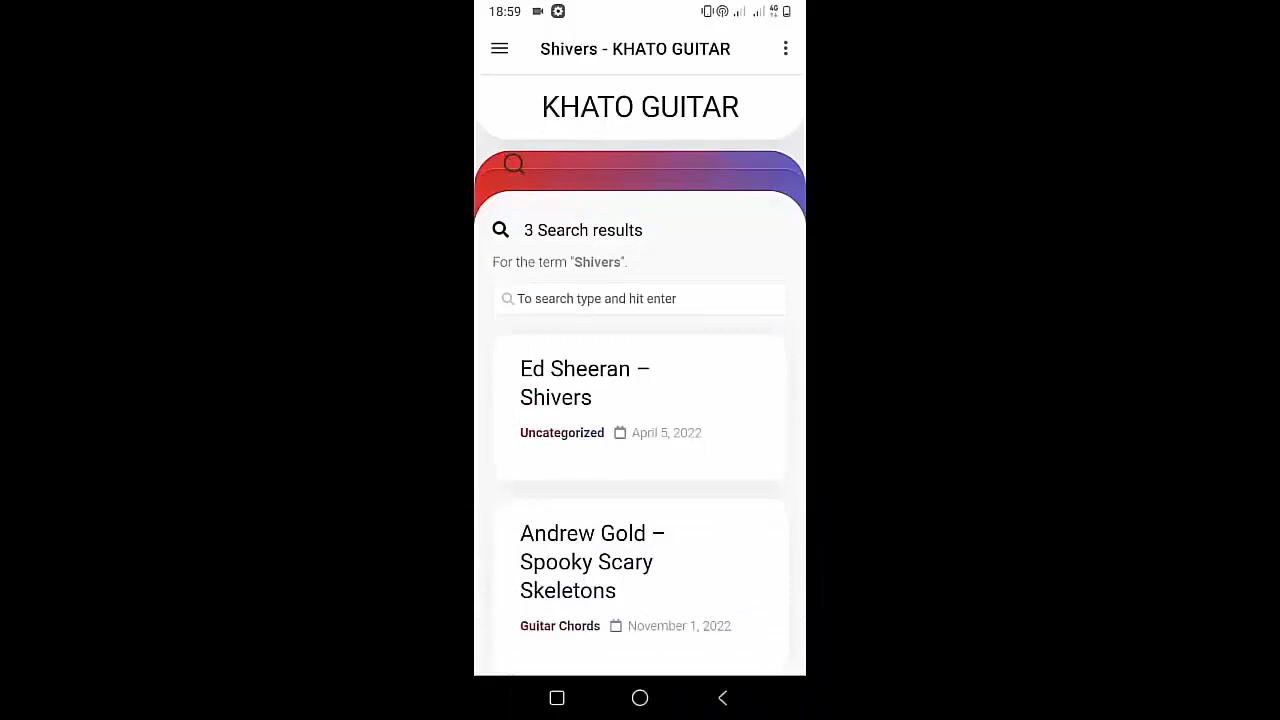 18:59 4G
Shivers - KHATO GUITAR
KHATO GUITAR
3 Search results
For the term "Shivers".
To search type and hit enter
Ed Sheeran –
Shivers
Uncategorized April 5, 2022
Andrew Gold –
Spooky Scary
Skeletons
Guitar Chords November 1, 2022